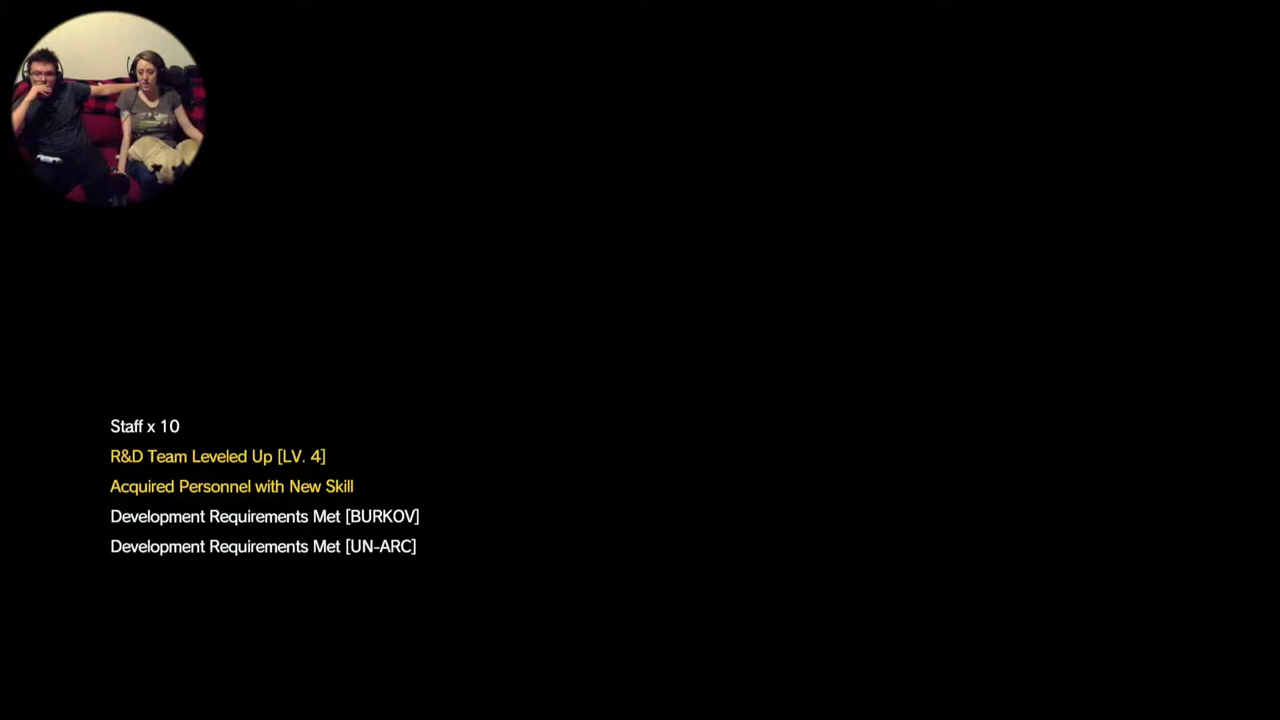 Staff x 10
R&D Team Leveled Up [LV. 4]
Acquired Personnel with New Skill
Development Requirements Met [BURKOV]
Development Requirements Met [UN-ARC]